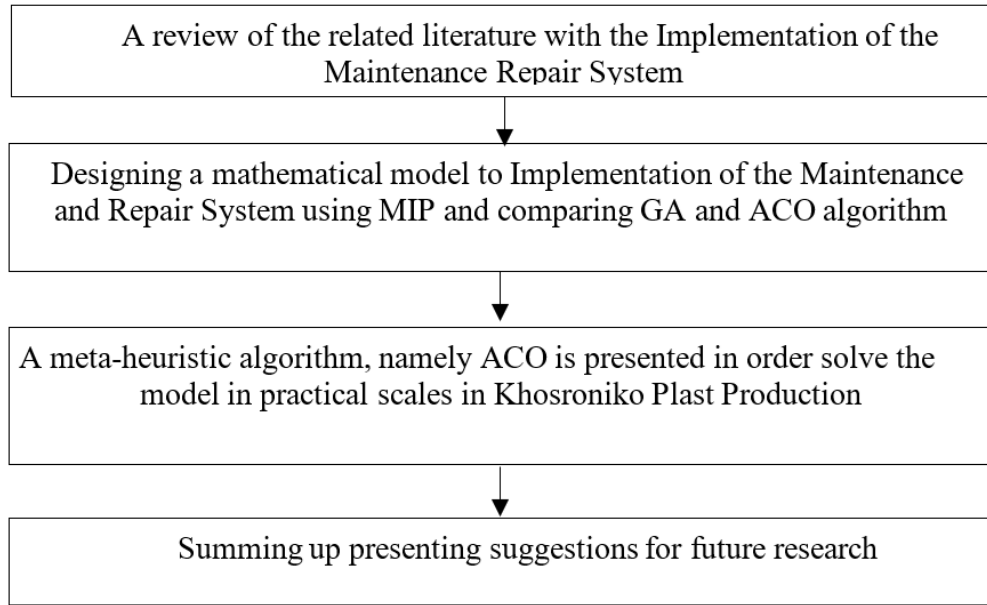 A review of the related literature with the Implementation of the
Maintenance Repair System
Designing a mathematical model to Implementation of the Maintenance
and Repair System using MIP and comparing GA and ACO algorithm
A meta-heuristic algorithm, namely ACO is presented in order solve the
model in practical scales in Khosroniko Plast Production
Summing up presenting suggestions for future research